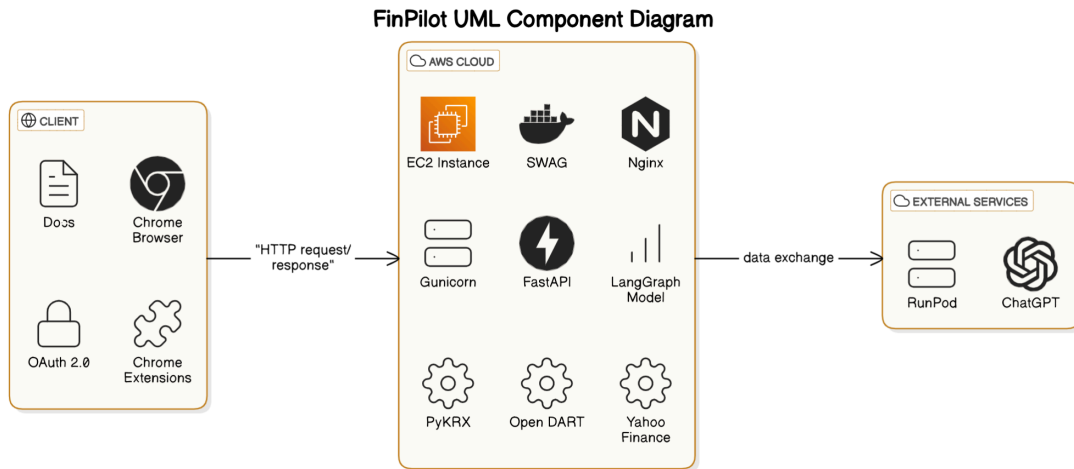 FinPilot UML Component Diagram
CLIENT
Docs
Chrome
Browser
OAuth 2.0
Chrome
Extensions
"HTTP request/
response"
AWS CLOUD
EC2 Instance
SWAG
Nginx
Gunicorn
FastAPI
LangGraph
Model
PyKRX
Open DART
Yahoo
Finance
data exchange
EXTERNAL SERVICES
RunPod
ChatGPT